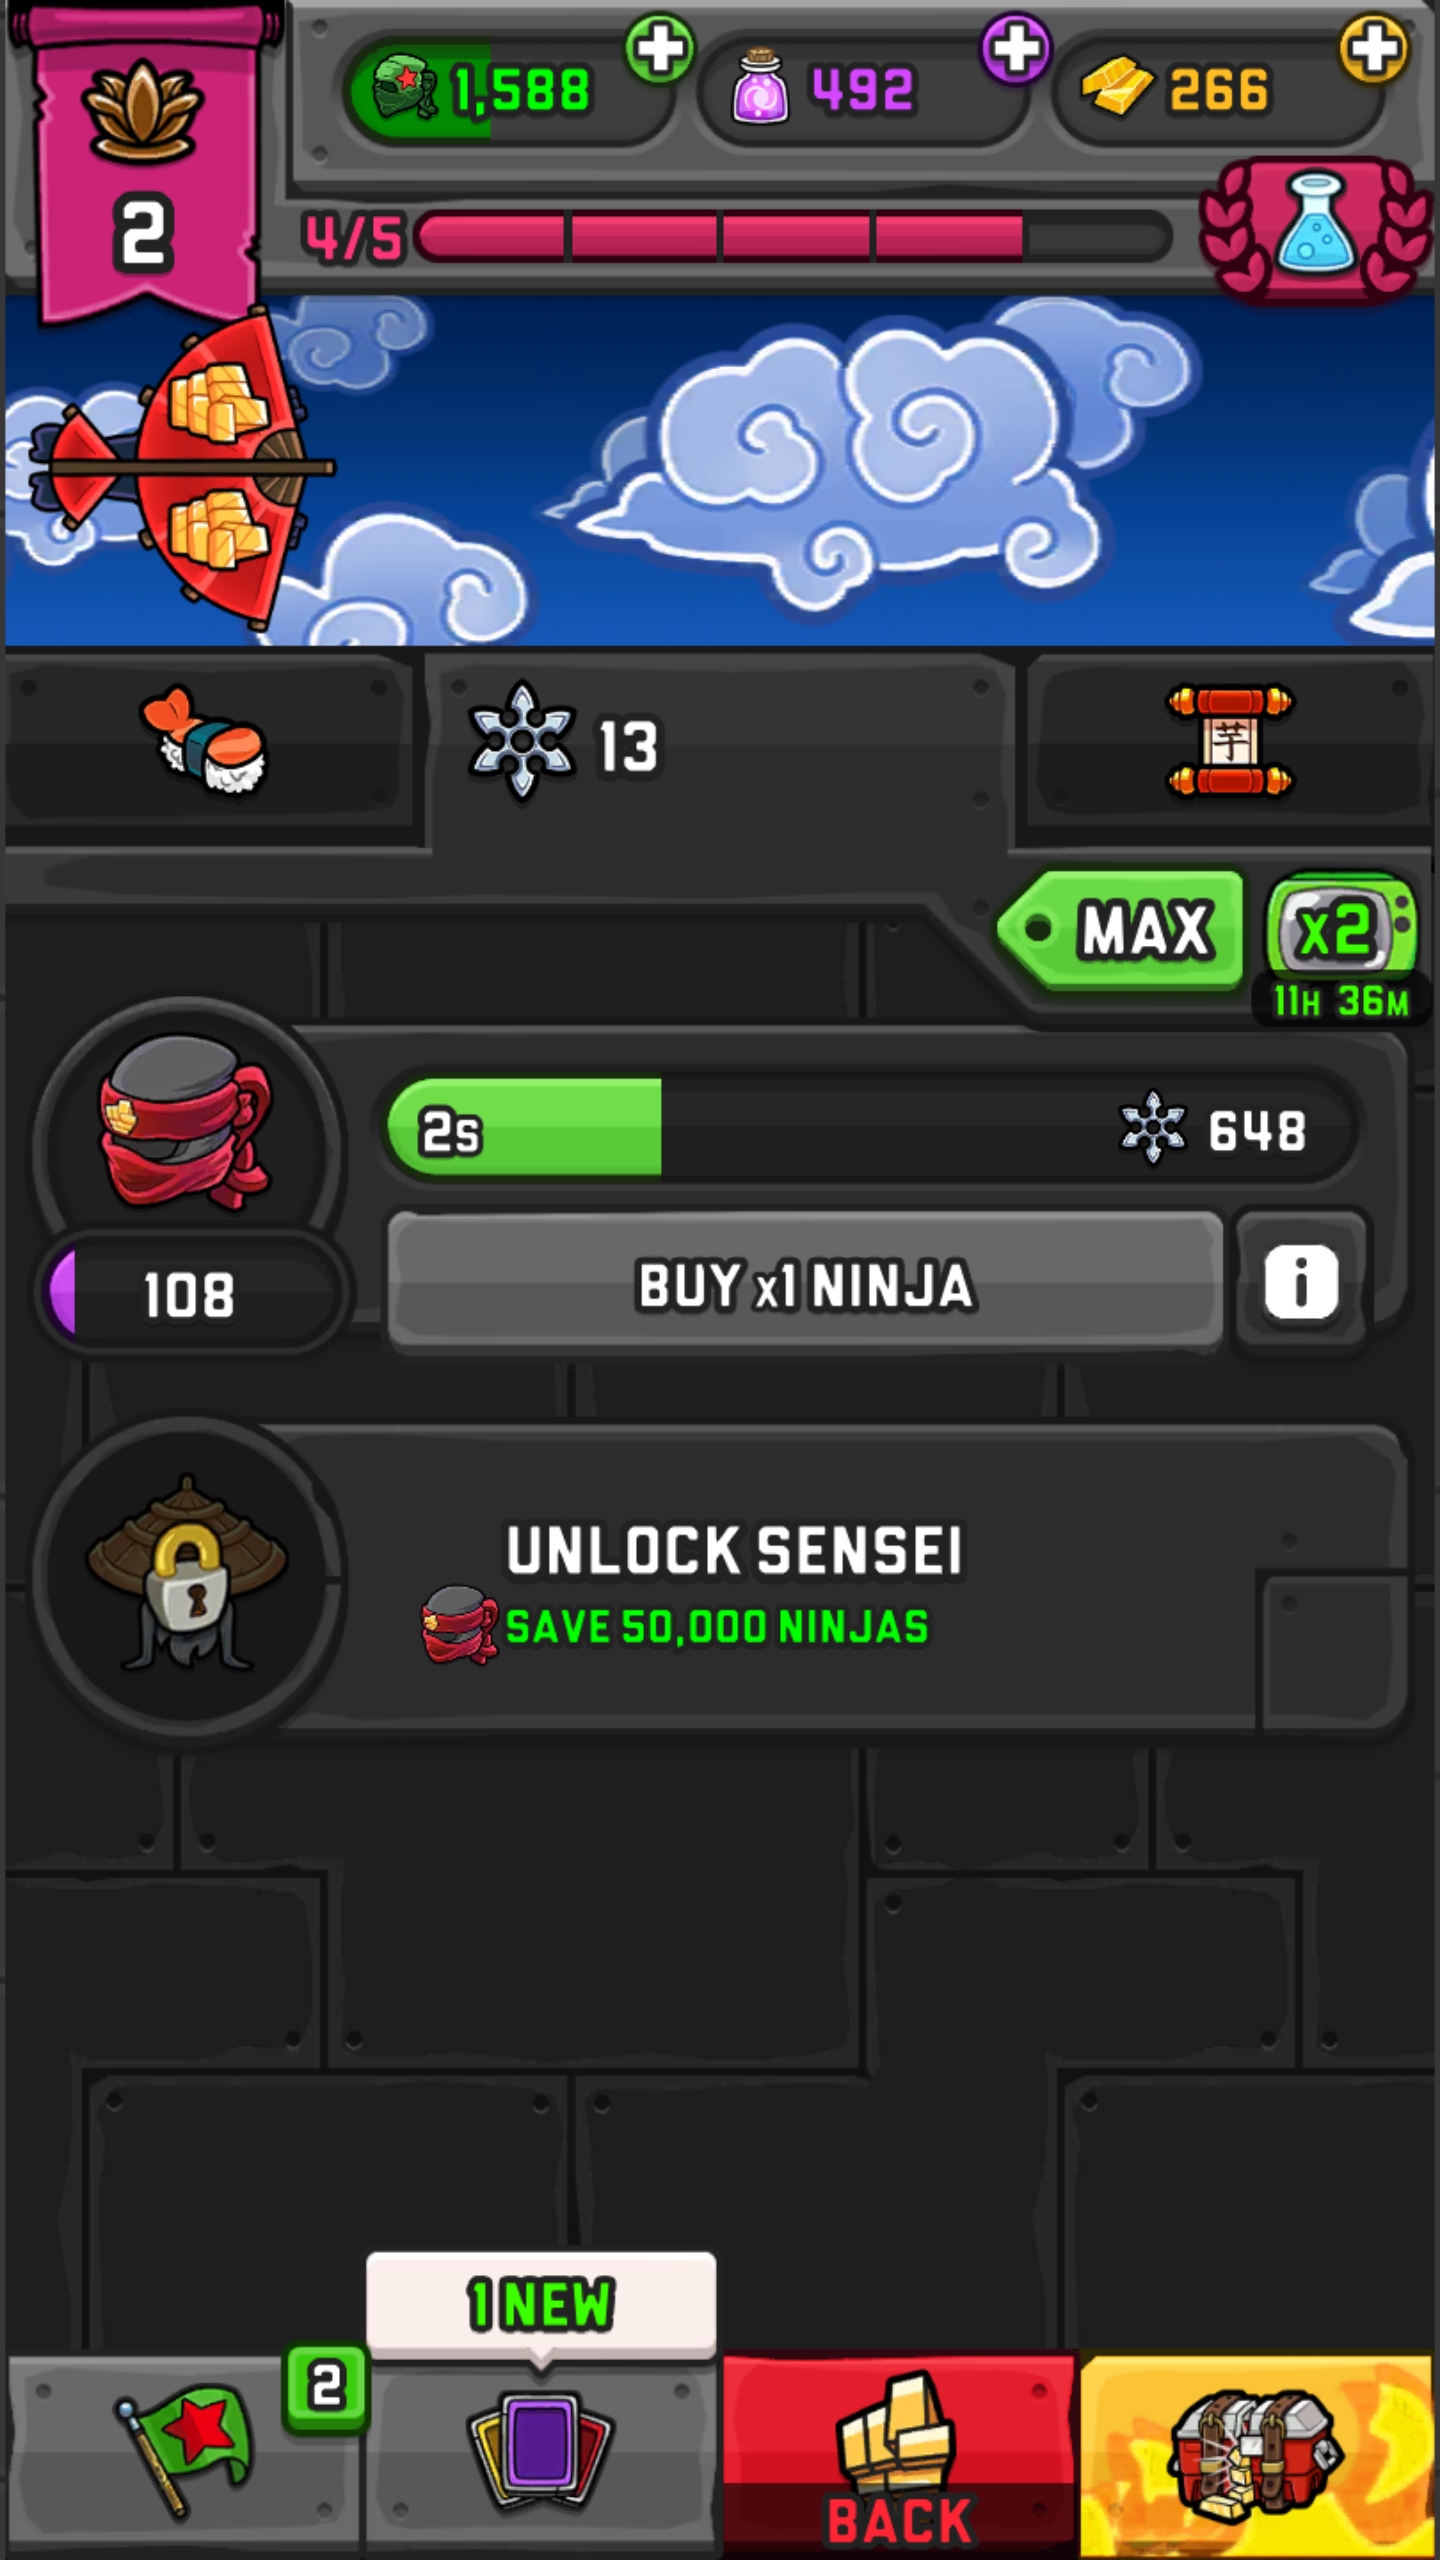 1,588
492
266
2
4/5
13
芋
MAX
x2
11H 36M
2s
648
108
BUY x1 NINJA
i
UNLOCK SENSEI
SAVE 50,000 NINJAS
1 NEW
2
BACK